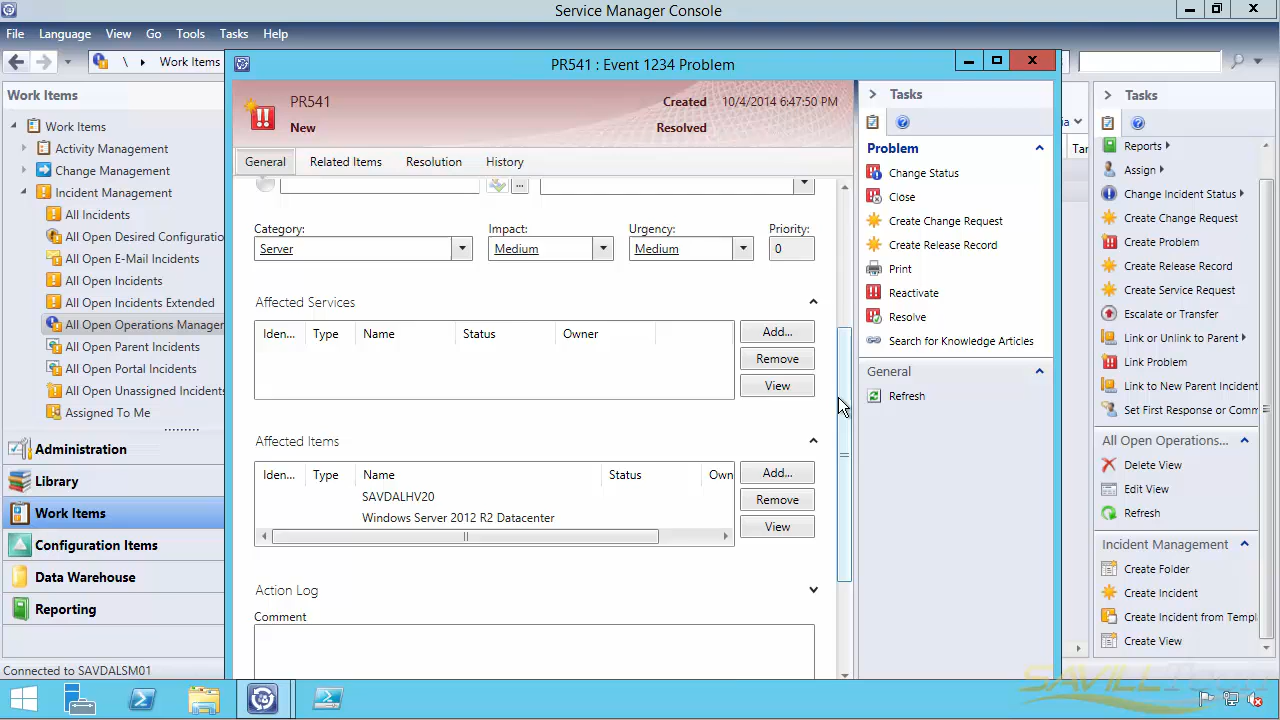 Service Manager Console
File Language View Go Tools Tasks Help
\ Work Items
Work Items
Work Items
Activity Management
Change Management
Incident Management
All Incidents
All Open Desired Configuratio
All Open E-Mail Incidents
All Open Incidents
All Open Incidents Extended
All Open Operations Manager
All Open Parent Incidents
All Open Portal Incidents
All Open Unassigned Incidents
Assigned To Me
Administration
Library
Work Items
Configuration Items
Data Warehouse
Reporting
Connected to SAVDALSM01
PR541 : Event 1234 Problem
PR541
New
Created 10/4/2014 6:47:50 PM
Resolved
General Related Items Resolution History
Category: Impact: Urgency: Priority:
Server Medium Medium 0
Affected Services
Iden... Type Name Status Owner
Add...
Remove
View
Affected Items
Iden... Type Name Status Own
SAVDALHV20
Windows Server 2012 R2 Datacenter
Add...
Remove
View
Action Log
Comment
Tasks
Problem
Change Status
Close
Create Change Request
Create Release Record
Print
Reactivate
Resolve
Search for Knowledge Articles
General
Refresh
ia
Tar
Tasks
Reports
Assign
Change Incident Status
Create Change Request
Create Problem
Create Release Record
Create Service Request
Escalate or Transfer
Link or Unlink to Parent
Link Problem
Link to New Parent Incident
Set First Response or Comm
All Open Operations...
Delete View
Edit View
Refresh
Incident Management
Create Folder
Create Incident
Create Incident from Templ
Create View
SAVILLTech